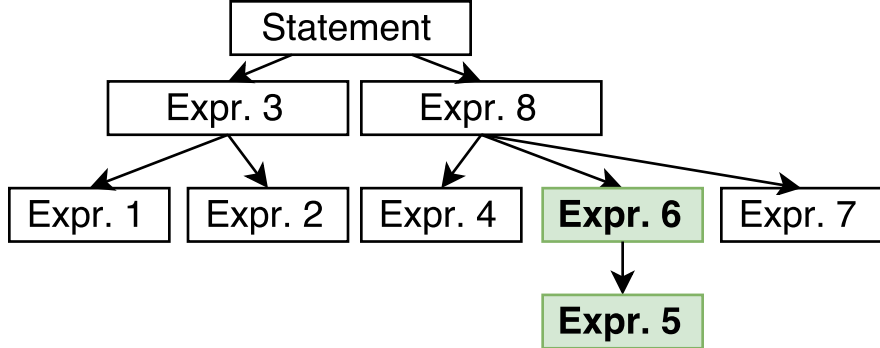 Statement
Expr. 3
Expr. 8
Expr. 1
Expr. 2
Expr. 4
Expr. 6
Expr. 7
Expr. 5